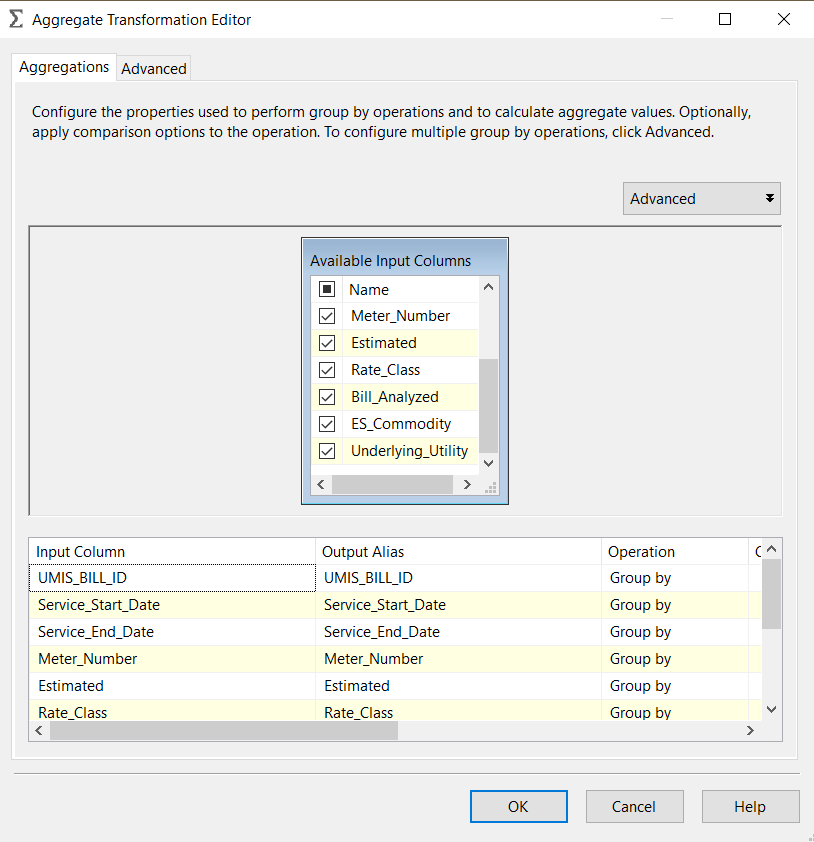 Aggregate Transformation Editor
Aggregations
Advanced
Configure the properties used to perform group by operations and to calculate aggregate values. Optionally,
apply comparison options to the operation. To configure multiple group by operations, click Advanced.
Advanced
Available Input Columns
Name
Meter_Number
Estimated
Rate_Class
Bill_Analyzed
ES_Commodity
Underlying_Utility
Input Column Output Alias Operation
UMIS_BILL_ID UMIS_BILL_ID Group by
Service_Start_Date Service_Start_Date Group by
Service_End_Date Service_End_Date Group by
Meter_Number Meter_Number Group by
Estimated Estimated Group by
Rate_Class Rate_Class Group by
OK Cancel Help